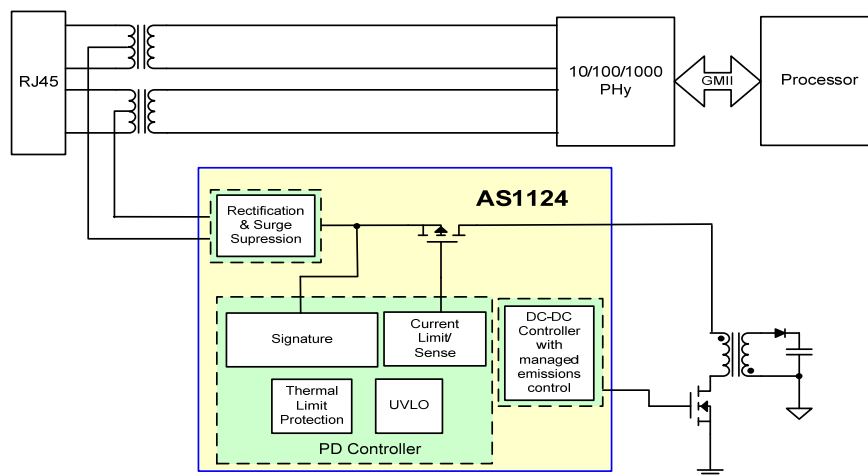 RJ45
10/100/1000
PHy
GMII
Processor
AS1124
Rectification
& Surge
Supression
Signature
Current
Limit/
Sense
DC-DC
Controller
with
managed
emissions
control
Thermal
Limit
Protection
UVLO
PD Controller